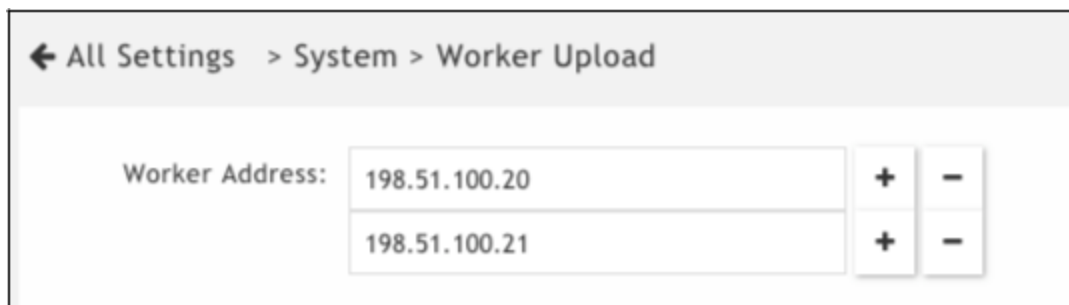 ← All Settings > System > Worker Upload
Worker Address: 198.51.100.20 + −
198.51.100.21 + −